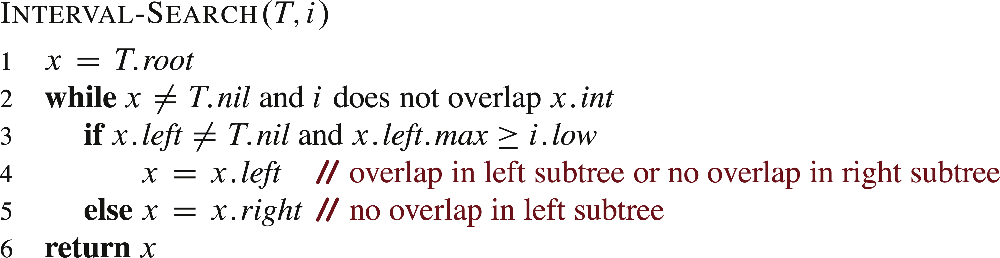 INTERVAL-SEARCH(T, i)
1 x = T.root
2 while x ≠ T.nil and i does not overlap x.int
3 if x.left ≠ T.nil and x.left.max ≥ i.low
4 x = x.left // overlap in left subtree or no overlap in right subtree
5 else x = x.right // no overlap in left subtree
6 return x